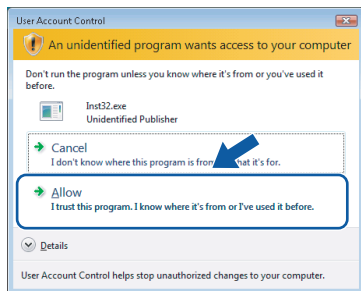 User Account Control
An unidentified program wants access to your computer
Don't run the program unless you know where it's from or you've used it
before.
Inst32.exe
Unidentified Publisher
Cancel
I don't know where this program is from hat it's for.
Allow
I trust this program. I know where it's from or I've used it before.
Details
User Account Control helps stop unauthorized changes to your computer.